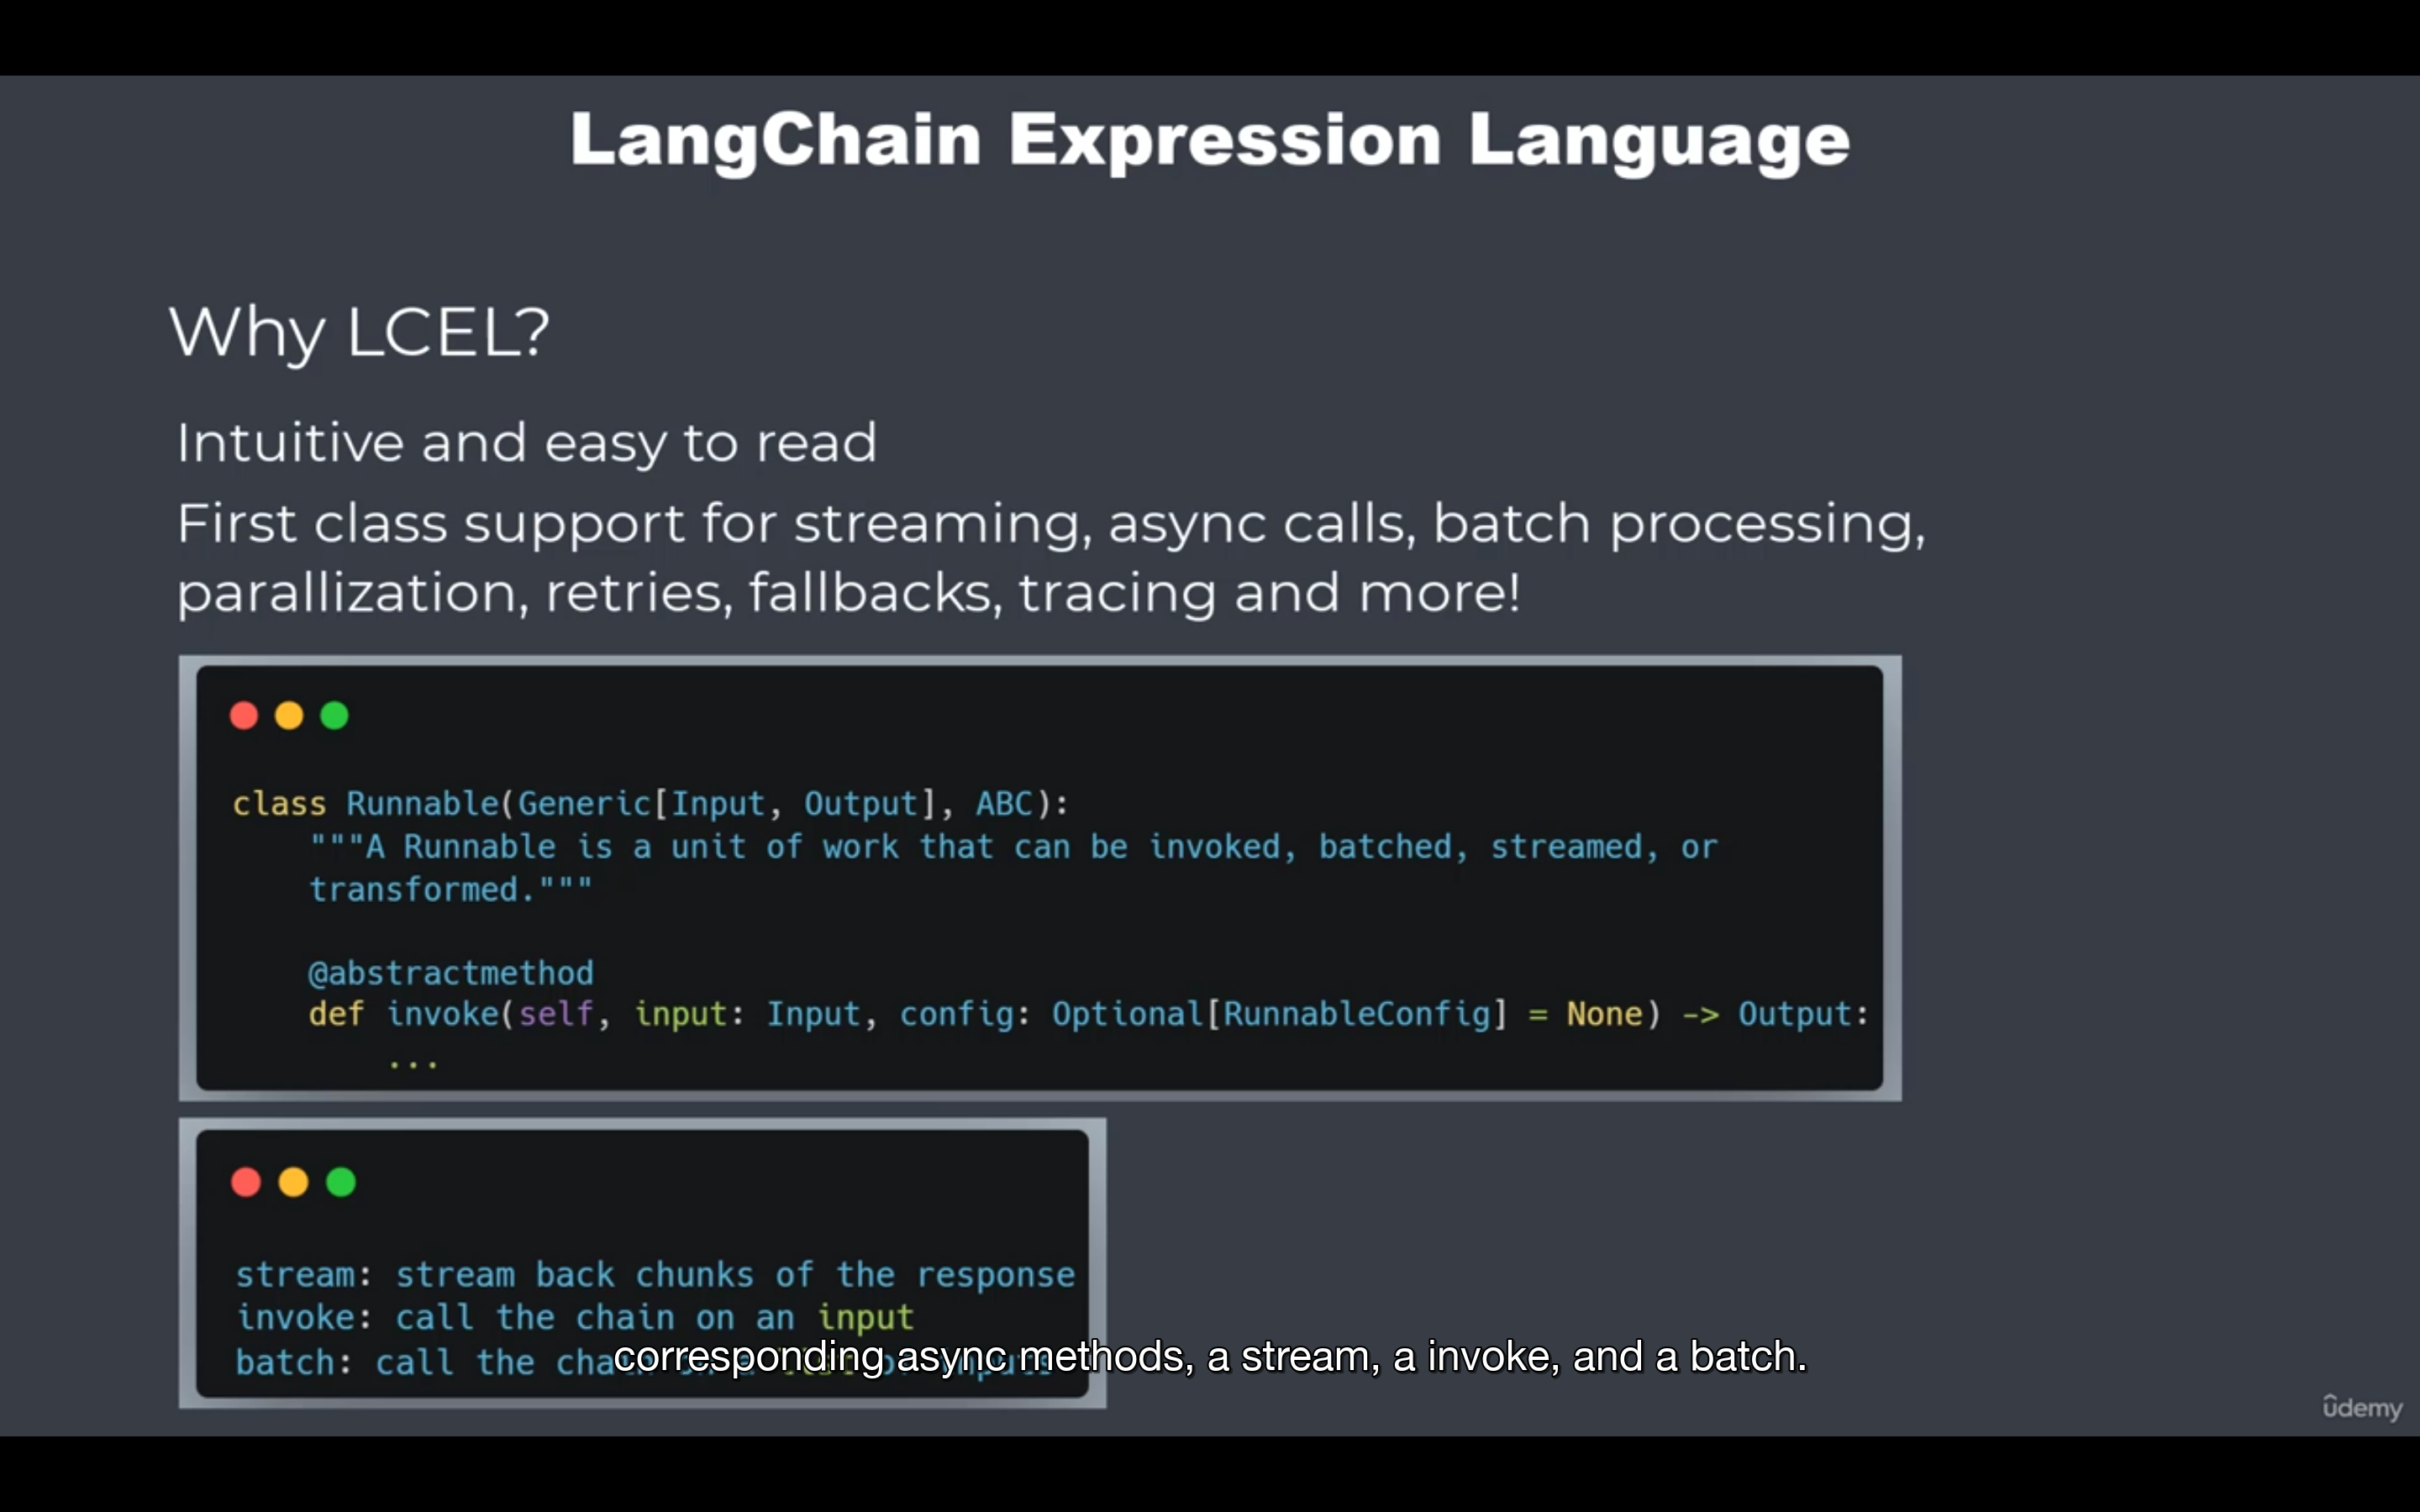 LangChain Expression Language
Why LCEL?
Intuitive and easy to read
First class support for streaming, async calls, batch processing,
parallization, retries, fallbacks, tracing and more!
class Runnable(Generic[Input, Output], ABC):
"""A Runnable is a unit of work that can be invoked, batched, streamed, or
transformed."""
@abstractmethod
def invoke(self, input: Input, config: Optional[RunnableConfig] = None) -> Output:
...
stream: stream back chunks of the response
invoke: call the chain on an input
batch: call the
corresponding async methods, a stream, a invoke, and a batch.
ûdemy